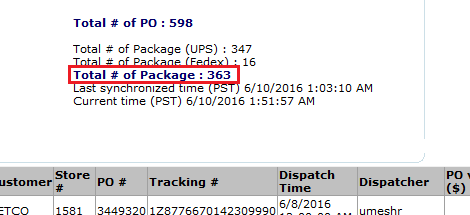 Total # of PO : 598
Total # of Package (UPS) : 347
Total # of Package (Fedex) : 16
Total # of Package : 363
Last synchronized time (PST) 6/10/2016 1:03:10 AM
Current time (PST) 6/10/2016 1:51:57 AM
ustomer Store # PO # Tracking # Dispatch Time Dispatcher PO ($)
ETCO 1581 3449320 1Z8776670142309990 6/8/2016 umeshr